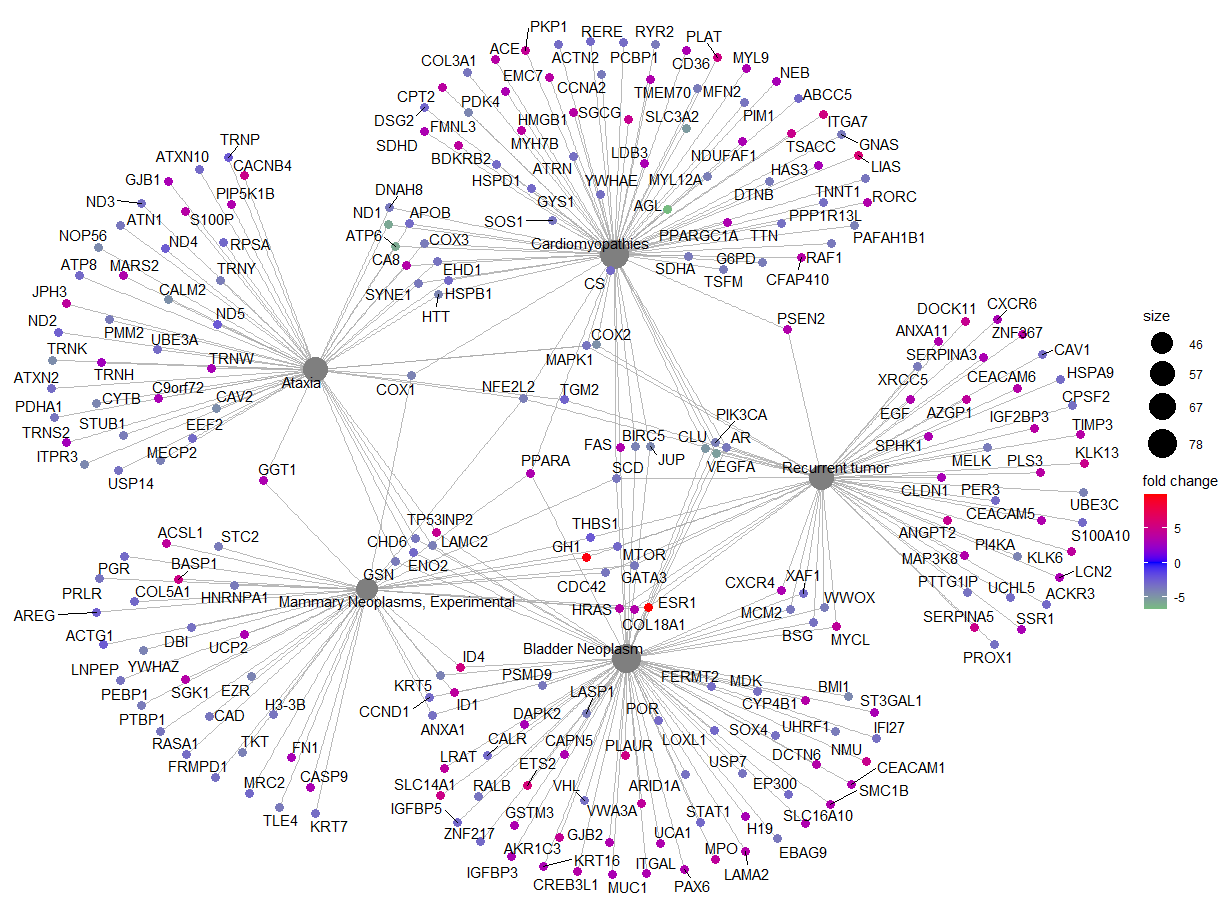 PKP1
RERE
RYR2
PLAT
ACE
ACTN2
PCBP1
CD36
MYL9
COL3A1
EMC7
CCNA2
TMEM70
MFN2
NEB
CPT2
PDK4
ABCC5
DSG2
FMNL3
HMGB1
SGCG
SLC3A2
PIM1
ITGA7
SDHD
MYH7B
TSACC
GNAS
BDKRB2
ATRN
LDB3
NDUFAF1
LIAS
HSPD1
YWHAE
MYL12A
HAS3
GYS1
AGL
DTNB
TNNT1
RORC
SOS1
PPARGC1A
TTN
PPP1R13L
PAFAH1B1
Cardiomyopathies
SDHA
G6PD
RAF1
TSFM
CFAP410
CS
TRNP
ATXN10
CACNB4
GJB1
PIP5K1B
ND3
S100P
ATN1
NOP56
ND4
RPSA
ATP8
MARS2
TRNY
JPH3
CALM2
ND2
PMM2
ND5
UBE3A
TRNK
TRNW
TRNH
ATXN2
C9orf72
CYTB
CAV2
PDHA1
STUB1
EEF2
TRNS2
MECP2
ITPR3
USP14
Ataxia
GGT1
DNAH8
ND1
APOB
ATP6
COX3
CA8
EHD1
SYNE1
HSPB1
HTT
COX2
MAPK1
COX1
NFE2L2
TGM2
PSEN2
PIK3CA
FAS
BIRC5
CLU
AR
JUP
VEGFA
SCD
PPARA
DOCK11
CXCR6
ANXA11
ZNF367
SERPINA3
CAV1
XRCC5
CEACAM6
HSPA9
EGF
AZGP1
CPSF2
IGF2BP3
TIMP3
SPHK1
MELK
PLS3
KLK13
Recurrent tumor
CLDN1
PER3
UBE3C
CEACAM5
ANGPT2
S100A10
PI4KA
MAP3K8
KLK6
LCN2
PTTG1IP
UCHL5
ACKR3
SERPINA5
SSR1
PROX1
size
46
57
67
78
fold change
5
0
-5
TP53INP2
CHD6
LAMC2
ENO2
THBS1
GH1
MTOR
CDC42
GATA3
HRAS
ESR1
COL18A1
CXCR4
XAF1
MCM2
WWOX
BSG
MYCL
ACSL1
STC2
PGR
BASP1
PRLR
COL5A1
HNRNPA1
GSN
AREG
Mammary Neoplasms, Experimental
ACTG1
DBI
UCP2
LNPEP
YWHAZ
PEBP1
SGK1
EZR
PTBP1
CAD
H3-3B
RASA1
TKT
FN1
FRMPD1
MRC2
CASP9
TLE4
KRT7
Bladder Neoplasm
ID4
KRT5
PSMD9
CCND1
ID1
ANXA1
LASP1
FERMT2
MDK
BMI1
CYP4B1
ST3GAL1
DAPK2
POR
SOX4
UHRF1
IFI27
CALR
CAPN5
PLAUR
LOXL1
NMU
LRAT
DCTN6
ETS2
USP7
CEACAM1
SLC14A1
RALB
VHL
ARID1A
EP300
SMC1B
IGFBP5
GSTM3
VWA3A
STAT1
SLC16A10
ZNF217
GJB2
UCA1
H19
AKR1C3
MPO
EBAG9
IGFBP3
KRT16
ITGAL
LAMA2
CREB3L1
MUC1
PAX6